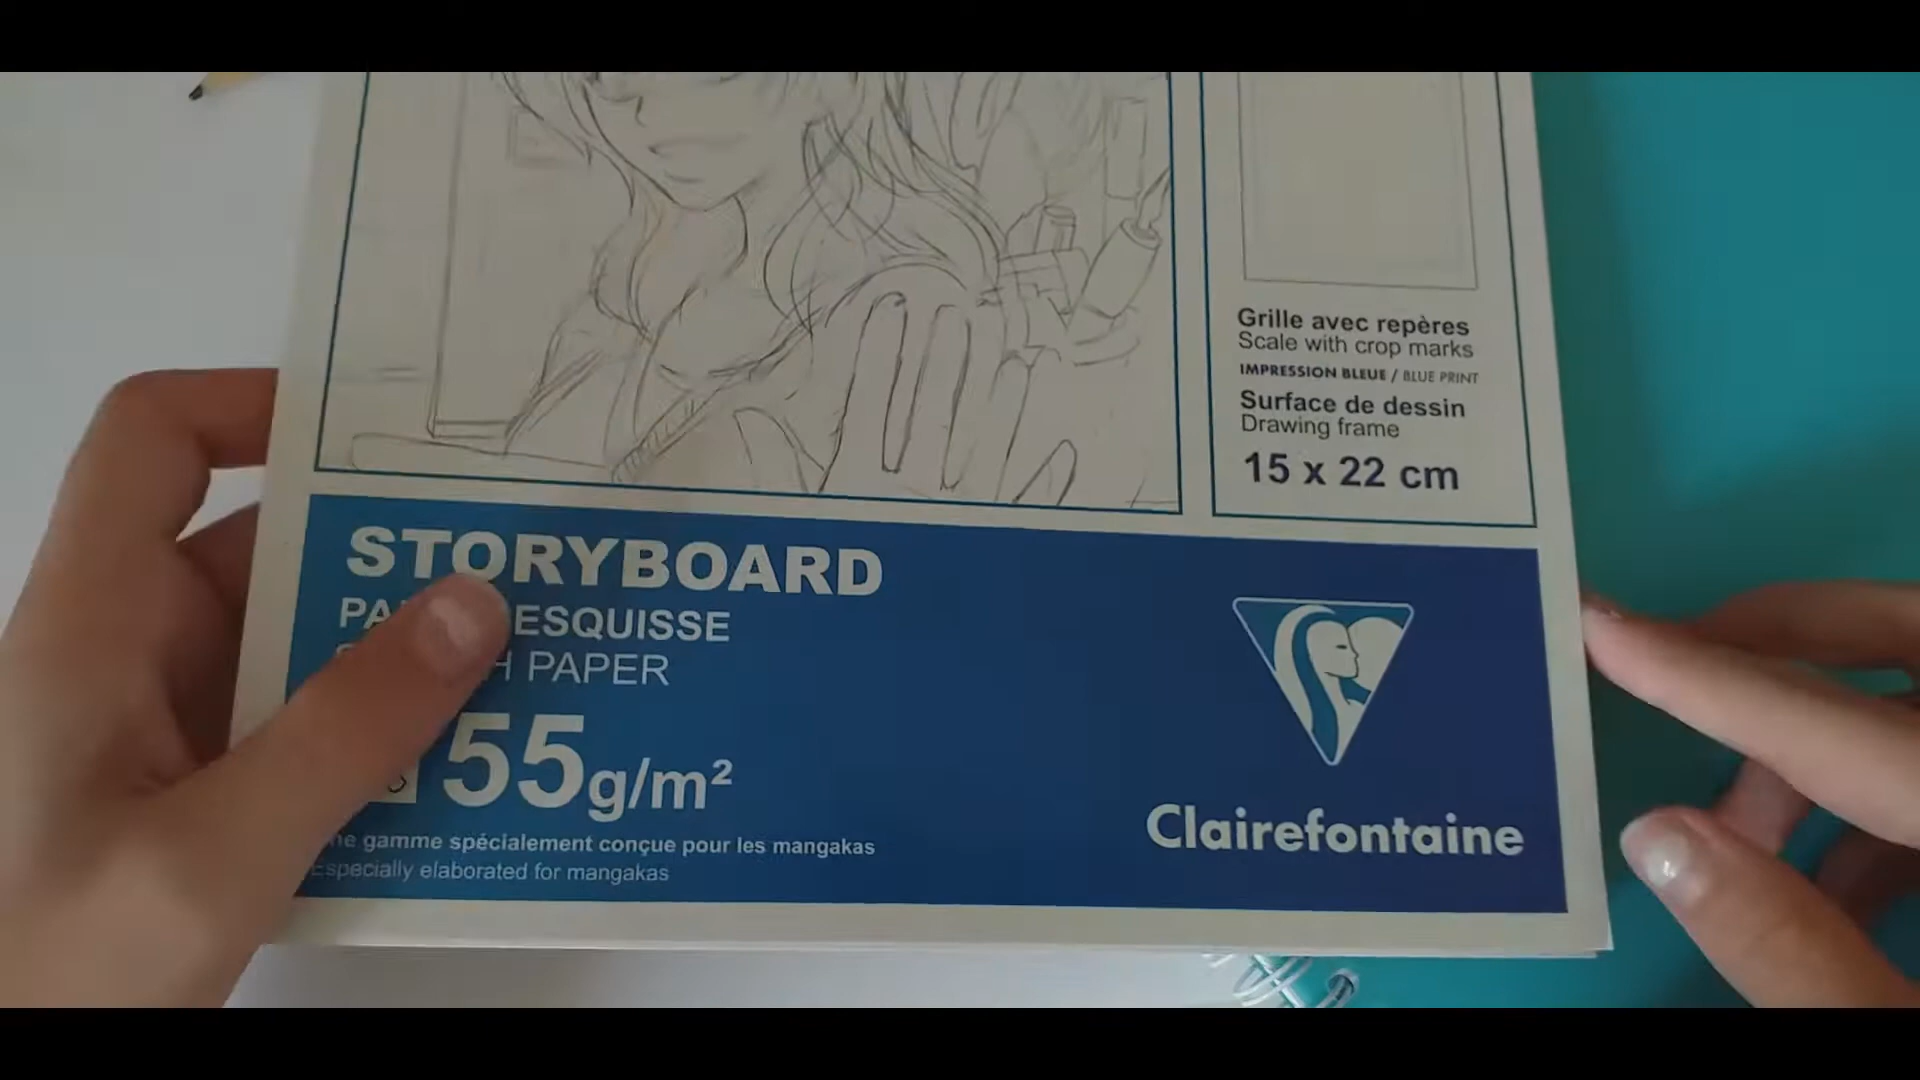 Grille avec repères
Scale with crop marks
IMPRESSION BLEUE / BLUE PRINT
Surface de dessin
Drawing frame
15 x 22 cm
STORYBOARD
ESQUISSE
PAPER
55g/m²
gamme spécialement conçue pour les mangakas
Especially elaborated for mangakas
Clairefontaine